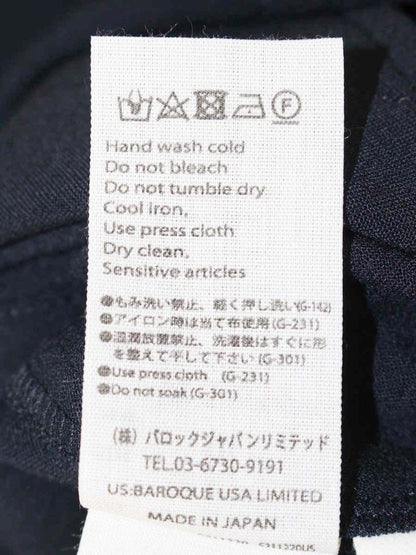 F
Hand wash cold
Do not bleach
Do not tumble dry
Cool iron,
Use press cloth
Dry clean,
Sensitive articles
●もみ洗い禁止、軽く押し洗い(G-142)
●アイロン時は当て布使用(G-231)
●湿潤放置禁止、洗濯後はすぐに形
を整えて干して下さい(G-301)
●Use press cloth (G-231)
●Do not soak(G-301)
(株) バロックジャパンリミテッド
TEL.03-6730-9191
US:BAROQUE USA LIMITED
MADE IN JAPAN